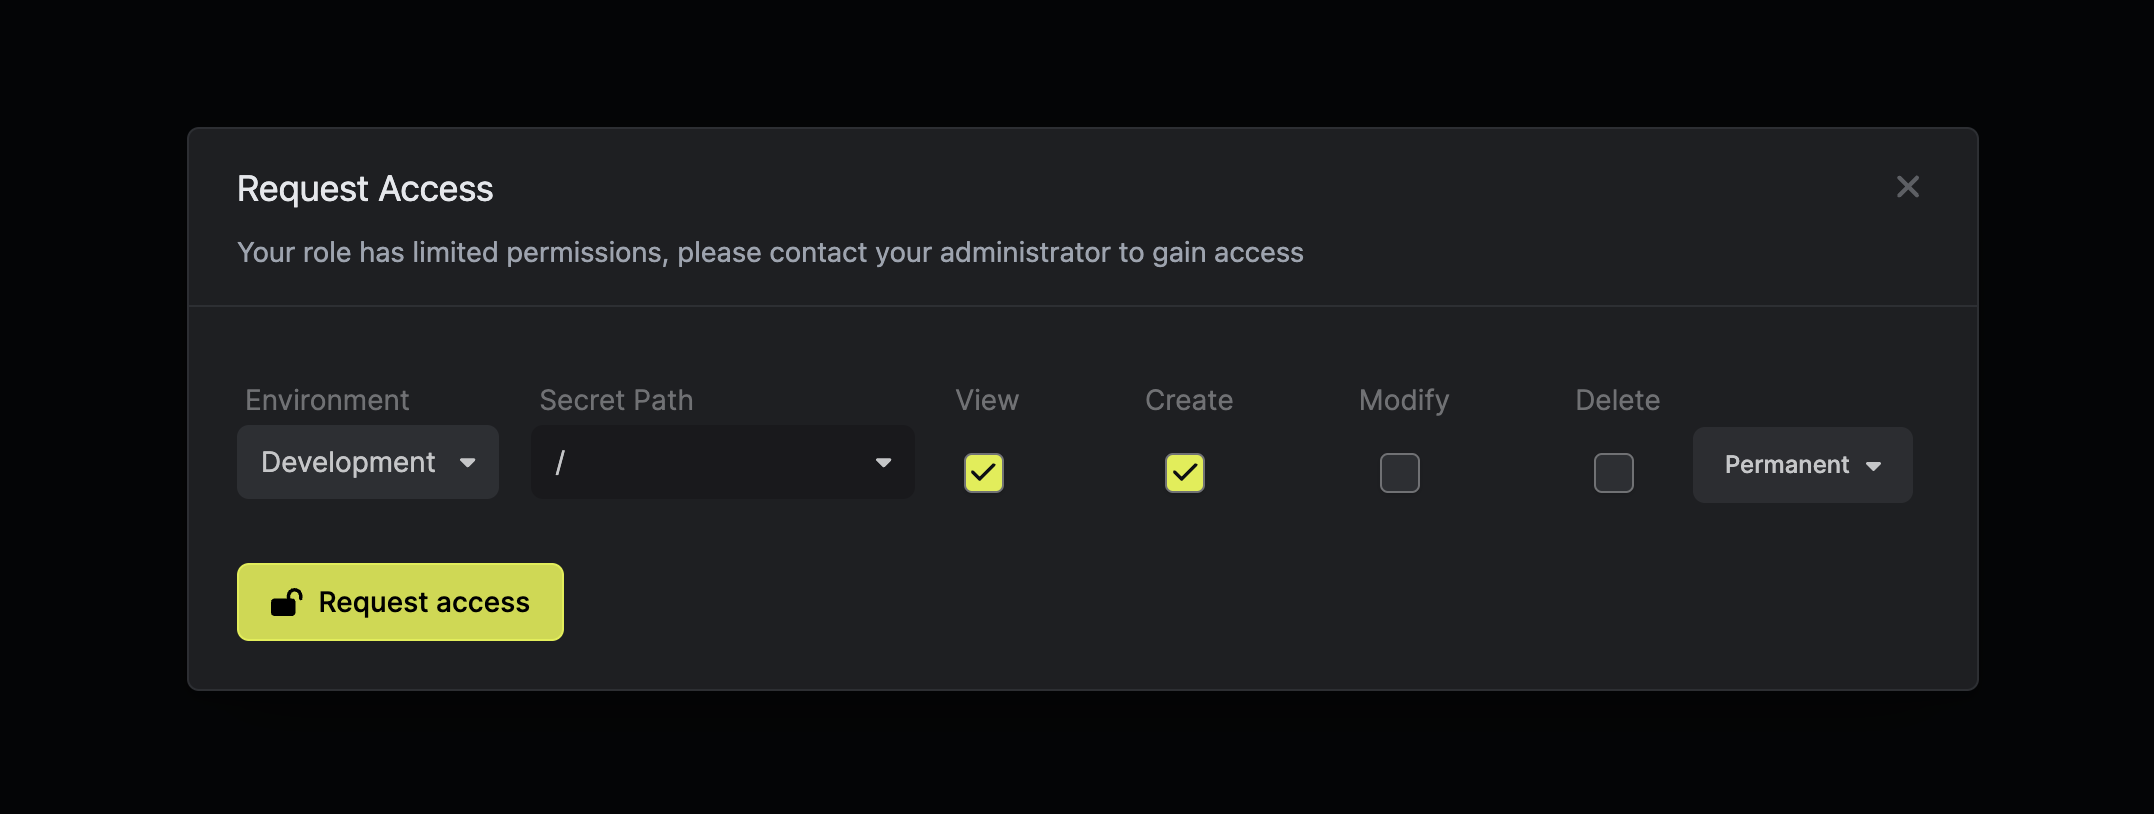 Request Access
Your role has limited permissions, please contact your administrator to gain access
Environment Secret Path View Create Modify Delete
Development / Permanent
Request access